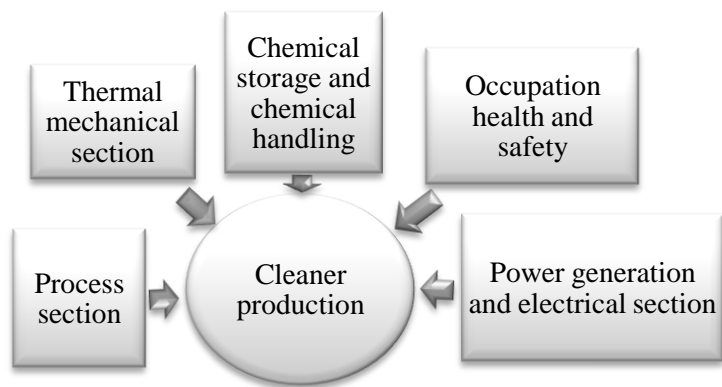 Chemical
storage and
chemical
handling
Thermal
mechanical
section
Occupation
health and
safety
Process
section
Cleaner
production
Power generation
and electrical section